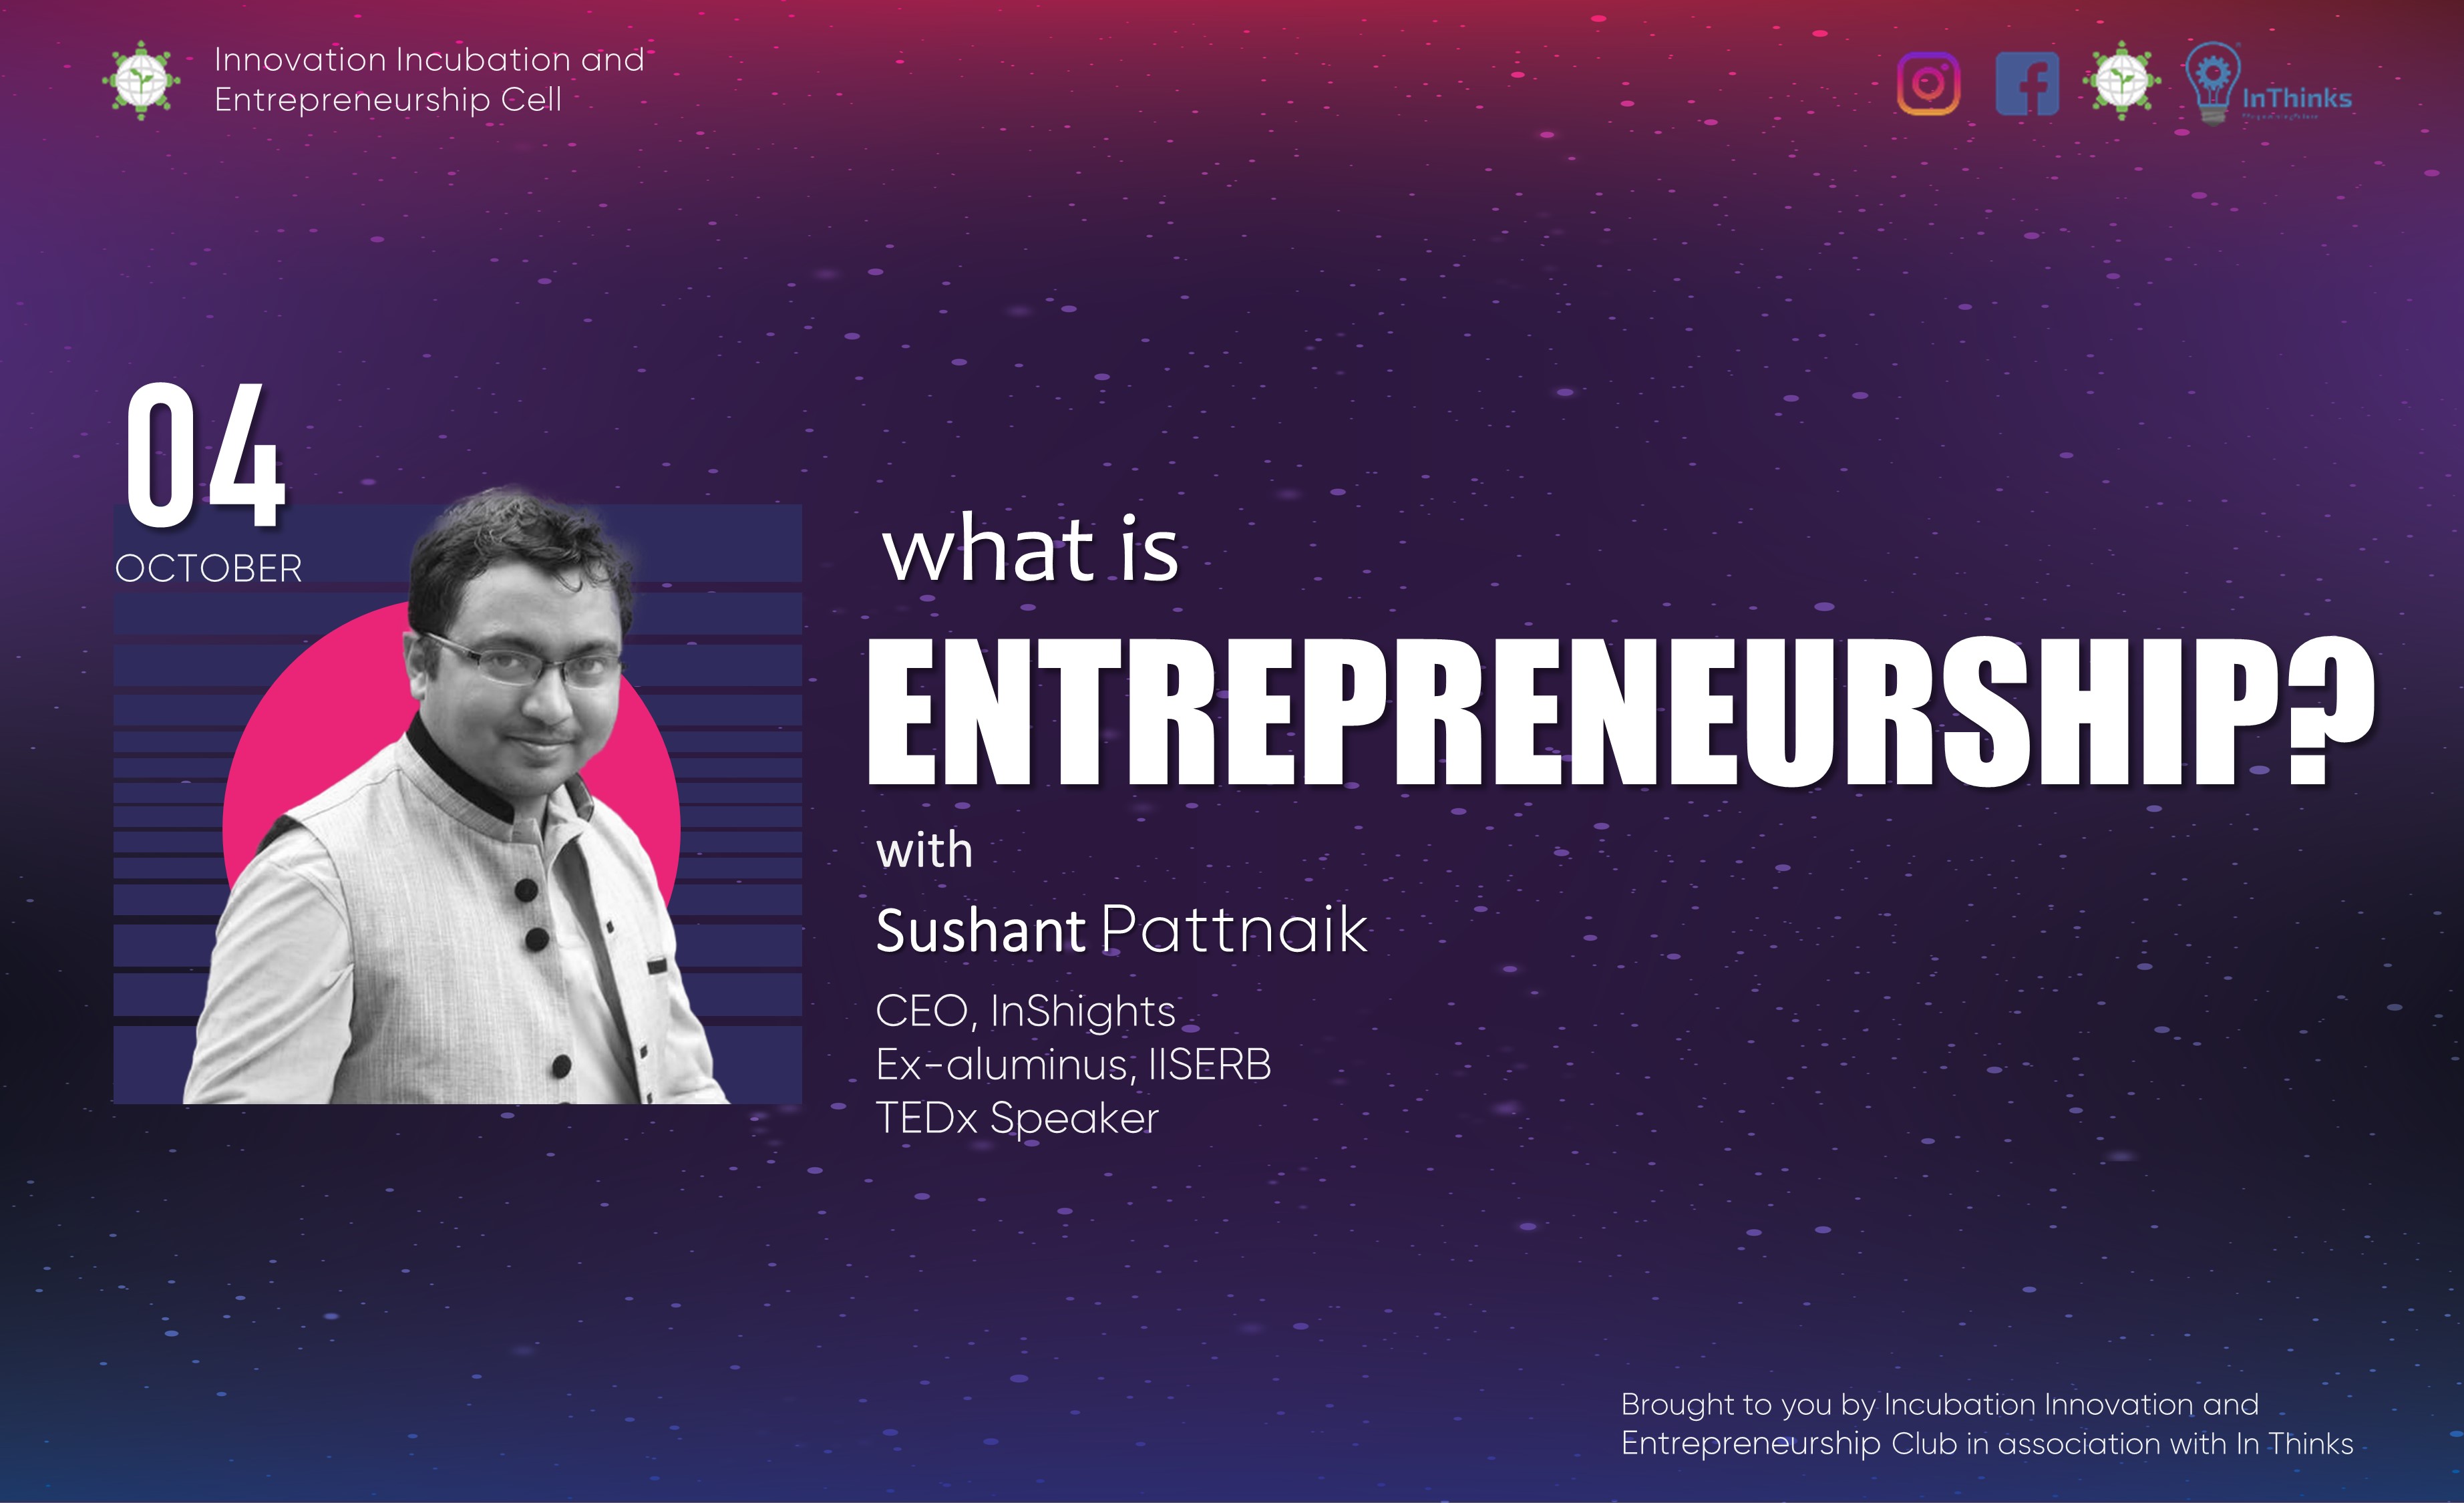 Innovation Incubation and
Entrepreneurship Cell
InThinks
04
OCTOBER
what is
ENTREPRENEURSHIP?
with
Sushant Pattnaik
CEO, InShights
Ex-aluminus, IISERB
TEDx Speaker
Brought to you by Incubation Innovation and
Entrepreneurship Club in association with In Thinks